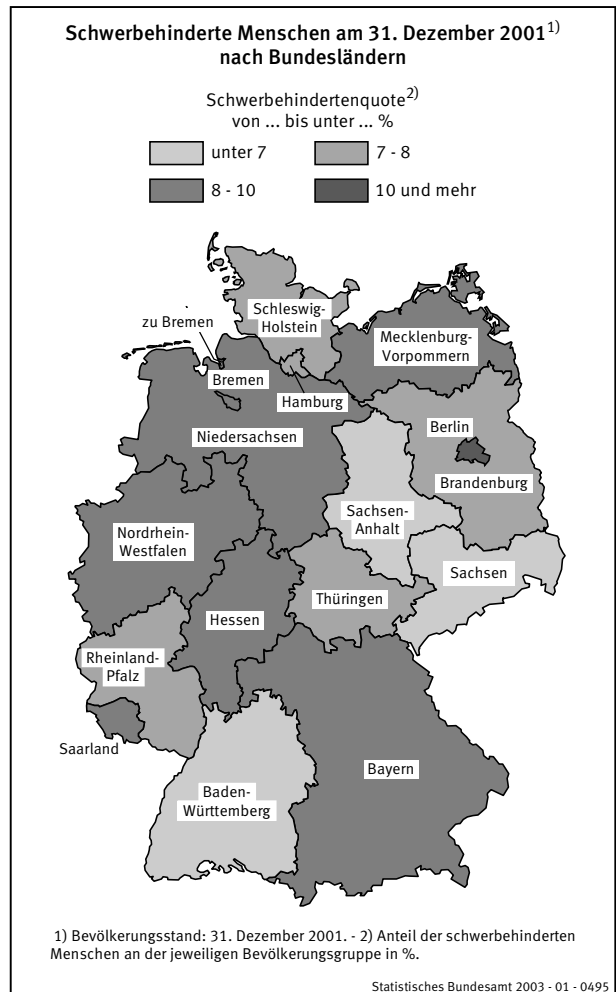 Schwerbehinderte Menschen am 31. Dezember 2001 1)
nach Bundesländern
Schwerbehindertenquote 2)
von ... bis unter ... %
unter 7
7 - 8
8 - 10
10 und mehr
Schleswig-
Holstein
zu Bremen
Mecklenburg-
Vorpommern
Bremen
Hamburg
Berlin
Niedersachsen
Brandenburg
Sachsen-
Anhalt
Nordrhein-
Westfalen
Sachsen
Thüringen
Hessen
Rheinland-
Pfalz
Saarland
Bayern
Baden-
Württemberg
1) Bevölkerungsstand: 31. Dezember 2001. - 2) Anteil der schwerbehinderten
Menschen an der jeweiligen Bevölkerungsgruppe in %.
Statistisches Bundesamt 2003 - 01 - 0495